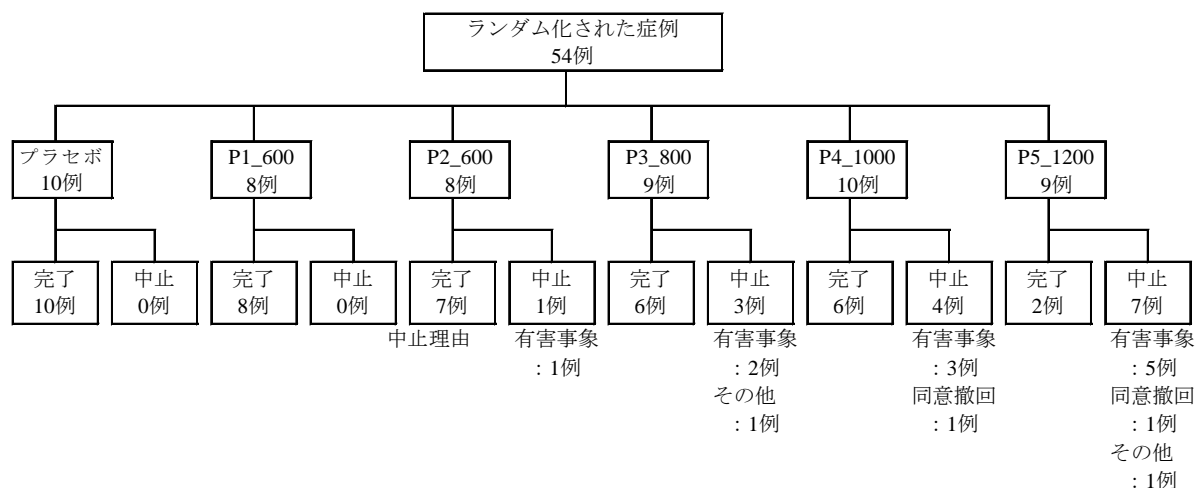 ランダム化された症例
54例
プラセボ
10例
P1_600
8例
P2_600
8例
P3_800
9例
P4_1000
10例
P5_1200
9例
完了
10例
中止
0例
完了
8例
中止
0例
完了
7例
中止
1例
完了
6例
中止
3例
完了
6例
中止
4例
完了
2例
中止
7例
中止理由
有害事象
:1例
有害事象
:2例
その他
:1例
有害事象
:3例
同意撤回
:1例
有害事象
:5例
同意撤回
:1例
その他
:1例